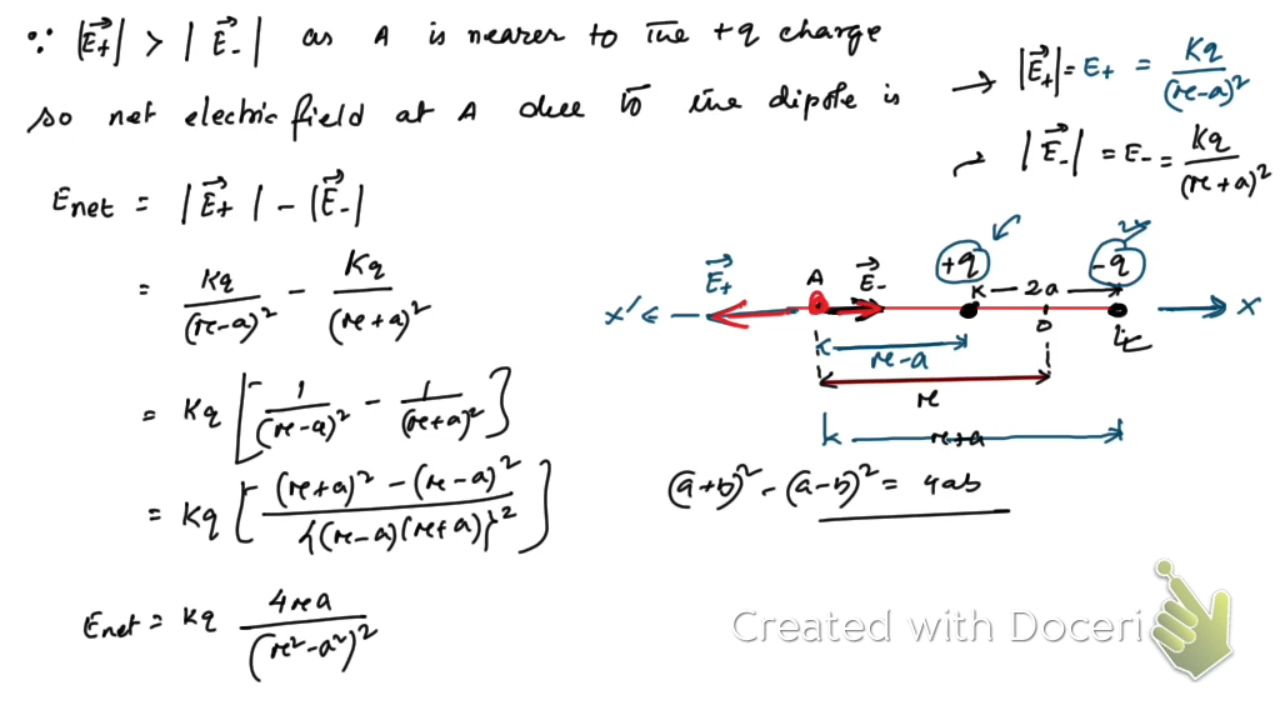 ∵ |E⃗₊| > |E⃗₋| as A is nearer to the +q charge
so net electric field at A due to the dipole is
→ |E⃗₊| = E₊ = Kq/(r-a)²
|E⃗₋| = E₋ = Kq/(r+a)²
Enet = |E⃗₊| - |E⃗₋|
= Kq/(r-a)² - Kq/(r+a)²
= Kq [1/(r-a)² - 1/(r+a)²]
= Kq [(r+a)² - (r-a)²/{(r-a)(r+a)}²]
Enet = Kq 4ra/(r²-a²)²
E⃗₊ A E⃗₋ +q -q
2a
X' O X
r-a
r
r+a
(a+b)² - (a-b)² = 4ab
Created with Doceri